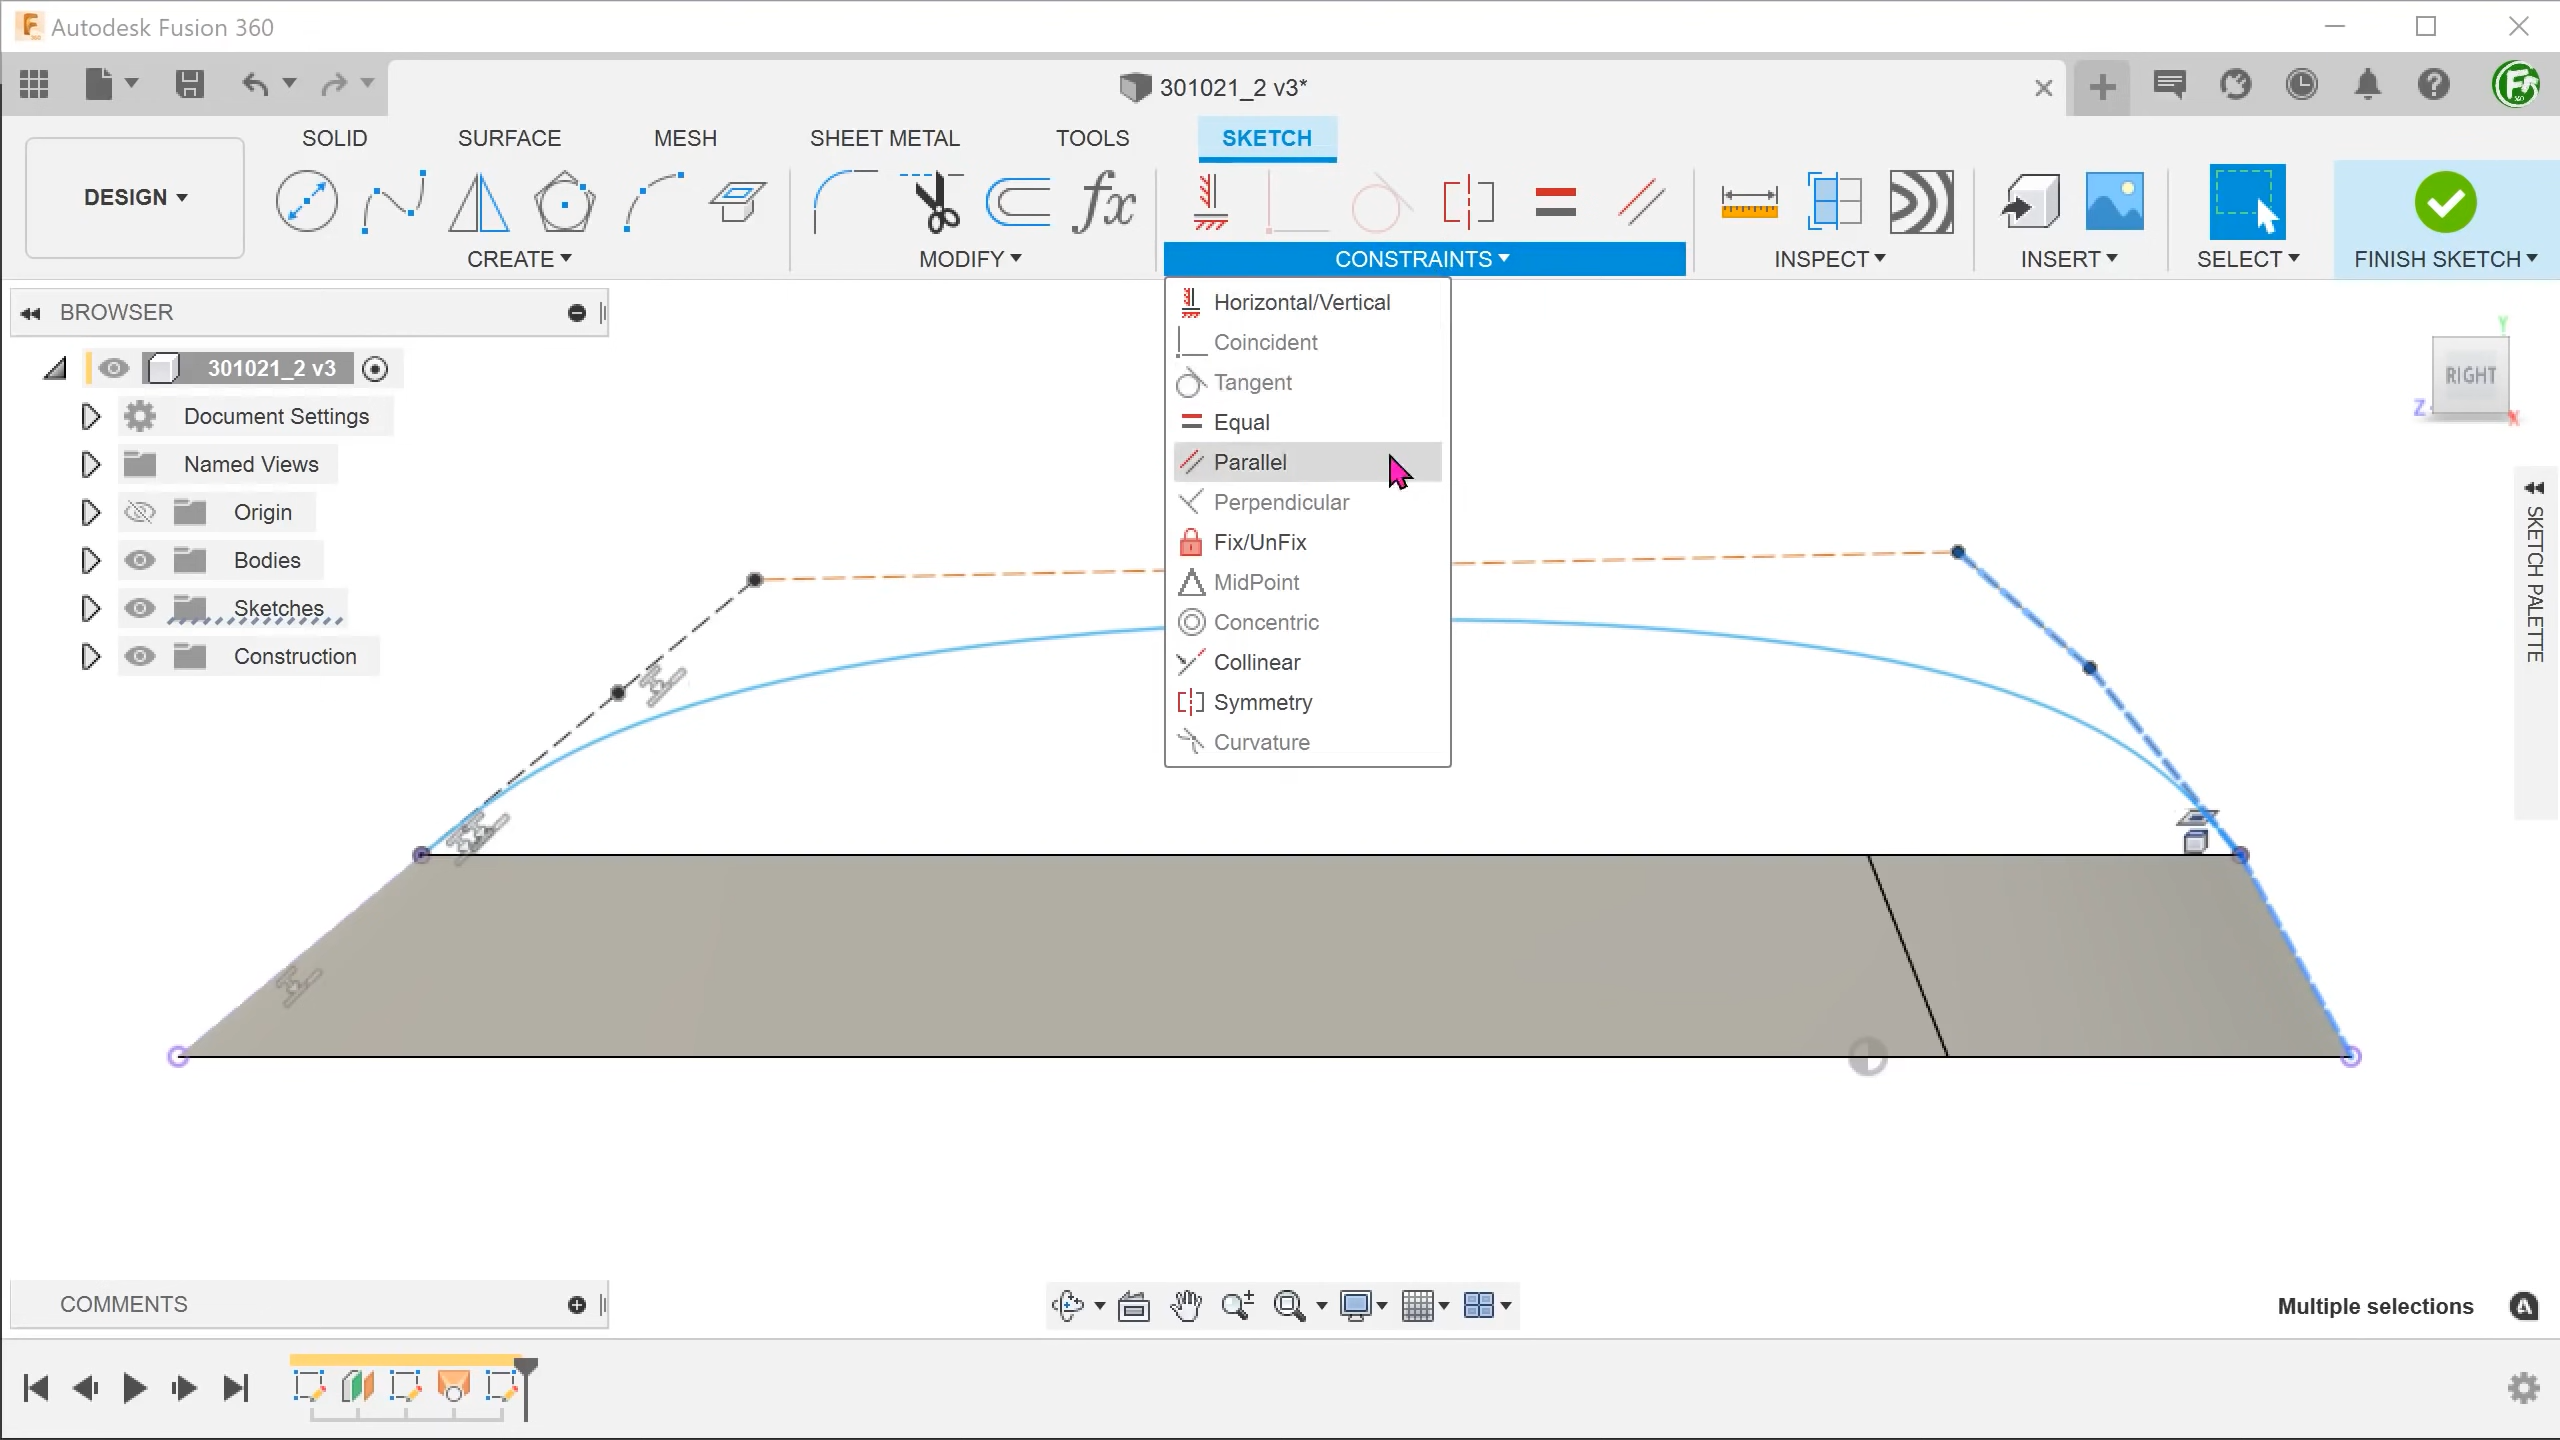 Autodesk Fusion 360
301021_2 v3*
SOLID SURFACE MESH SHEET METAL TOOLS SKETCH
DESIGN
fx
CREATE MODIFY CONSTRAINTS INSPECT INSERT SELECT FINISH SKETCH
BROWSER
301021_2 v3
Document Settings
Named Views
Origin
Bodies
Sketches
Construction
Horizontal/Vertical
Coincident
Tangent
Equal
Parallel
Perpendicular
Fix/UnFix
MidPoint
Concentric
Collinear
Symmetry
Curvature
Y
RIGHT
Z
X
SKETCH PALETTE
COMMENTS
Multiple selections